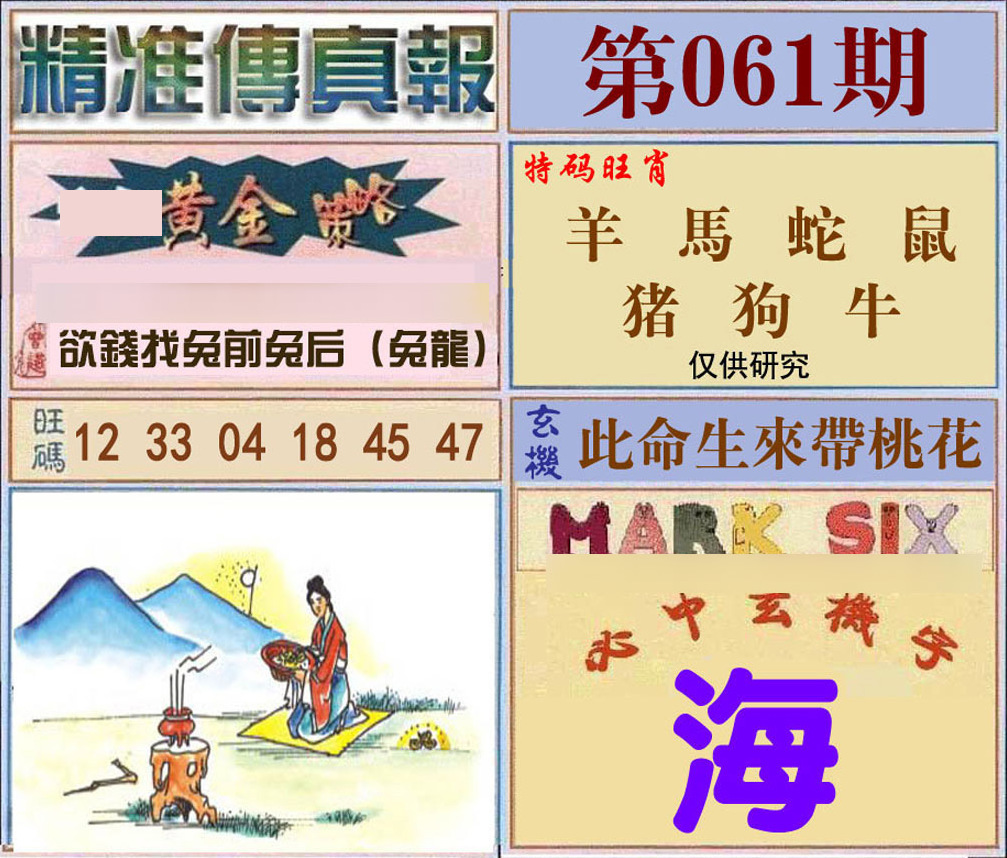 精准傳真報
第061期
黃金策略
欲錢找兔前兔后（兔龍）
特码旺肖
羊 馬 蛇 鼠
猪 狗 牛
仅供研究
旺碼
12 33 04 18 45 47
玄機
此命生來帶桃花
MARK SIX
中玄機字
海